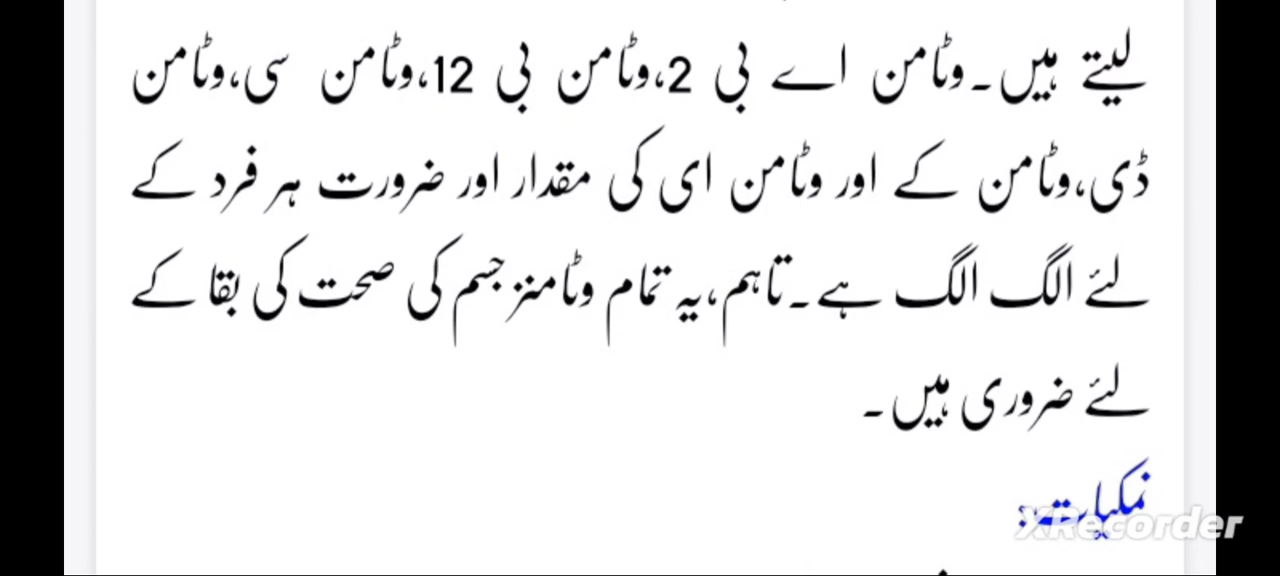 لیتے ہیں۔وٹامن اے بی 2،وٹامن بی 12،وٹامن سی،وٹامن
ڈی،وٹامن کے اور وٹامن ای کی مقدار اور ضرورت ہر فرد کے
لئے الگ الگ ہے۔تاہم،یہ تمام وٹامنز جسم کی صحت کی بقا کے
لئے ضروری ہیں۔
نمکیات:
XRecorder